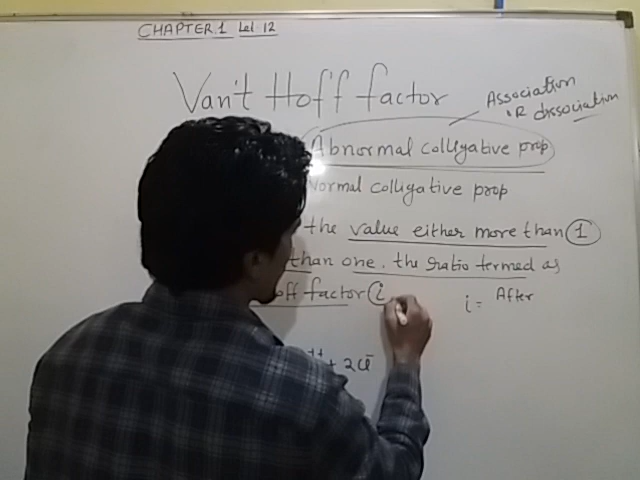 CHAPTER.1 Lel 12
Van't Hoff factor
Association
OR dissociation
Abnormal colligative prop
Normal colligative prop
the value either more than 1
than one. the ratio termed as
off factor i
i = After
+ 2Cl⁻